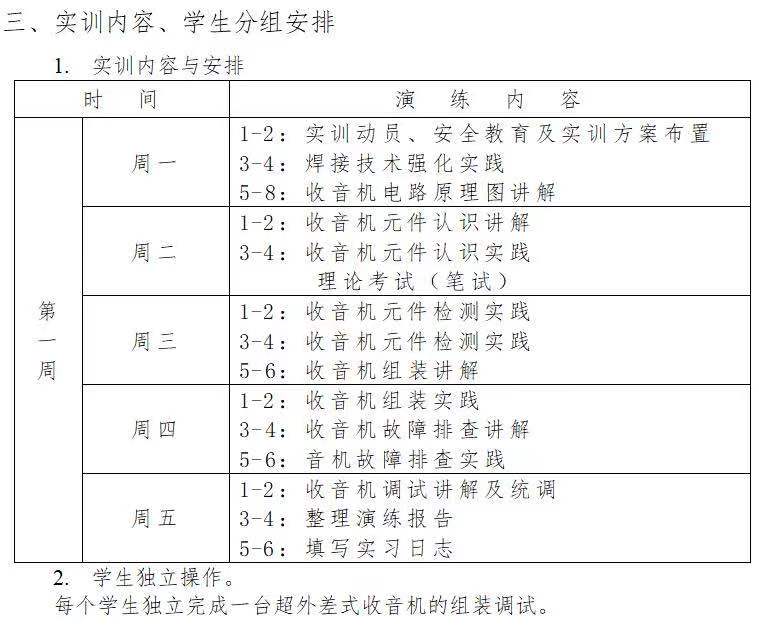 三、实训内容、学生分组安排
1. 实训内容与安排
时 间 演 练 内 容
第一周
周一
1-2：实训动员、安全教育及实训方案布置
3-4：焊接技术强化实践
5-8：收音机电路原理图讲解
周二
1-2：收音机元件认识讲解
3-4：收音机元件认识实践
理论考试（笔试）
周三
1-2：收音机元件检测实践
3-4：收音机元件检测实践
5-6：收音机组装讲解
周四
1-2：收音机组装实践
3-4：收音机故障排查讲解
5-6：音机故障排查实践
周五
1-2：收音机调试讲解及统调
3-4：整理演练报告
5-6：填写实习日志
2. 学生独立操作。
每个学生独立完成一台超外差式收音机的组装调试。